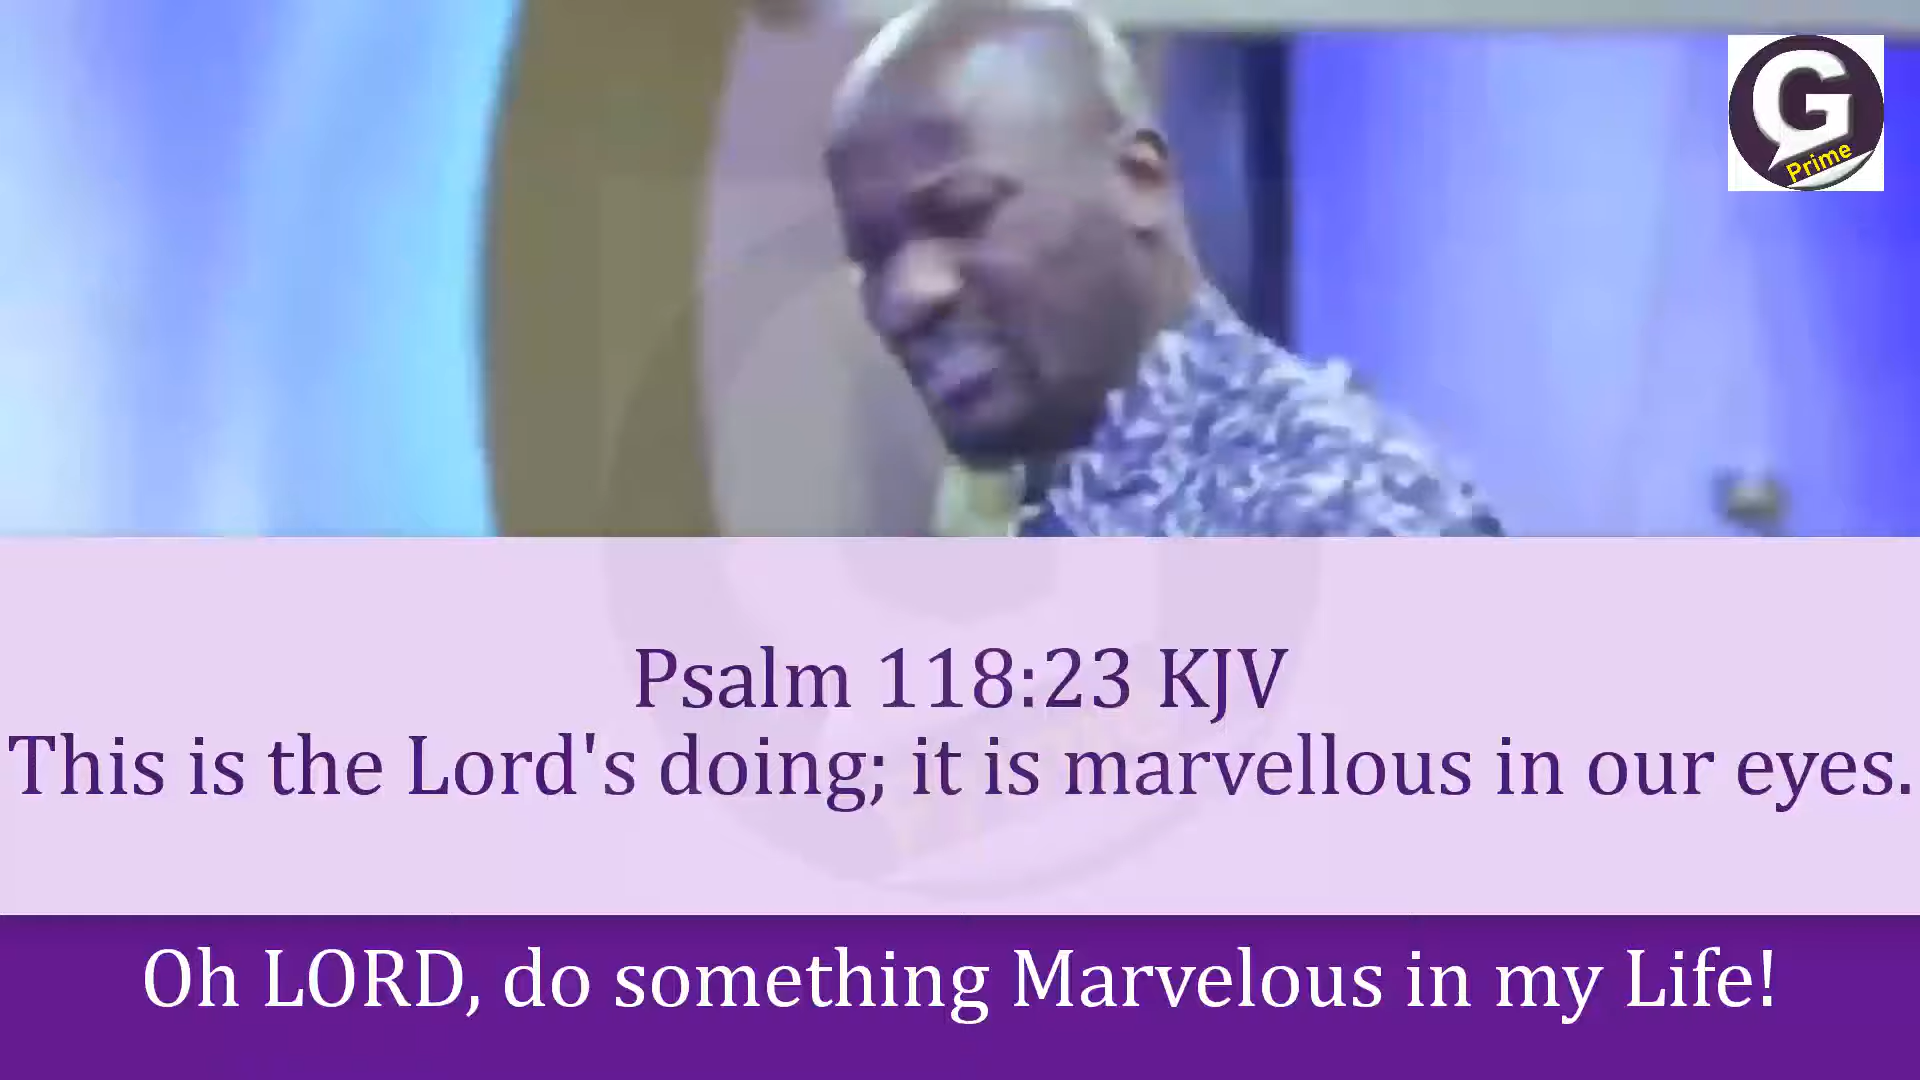 G
Prime
Psalm 118:23 KJV
This is the Lord's doing; it is marvellous in our eyes.
Oh LORD, do something Marvelous in my Life!